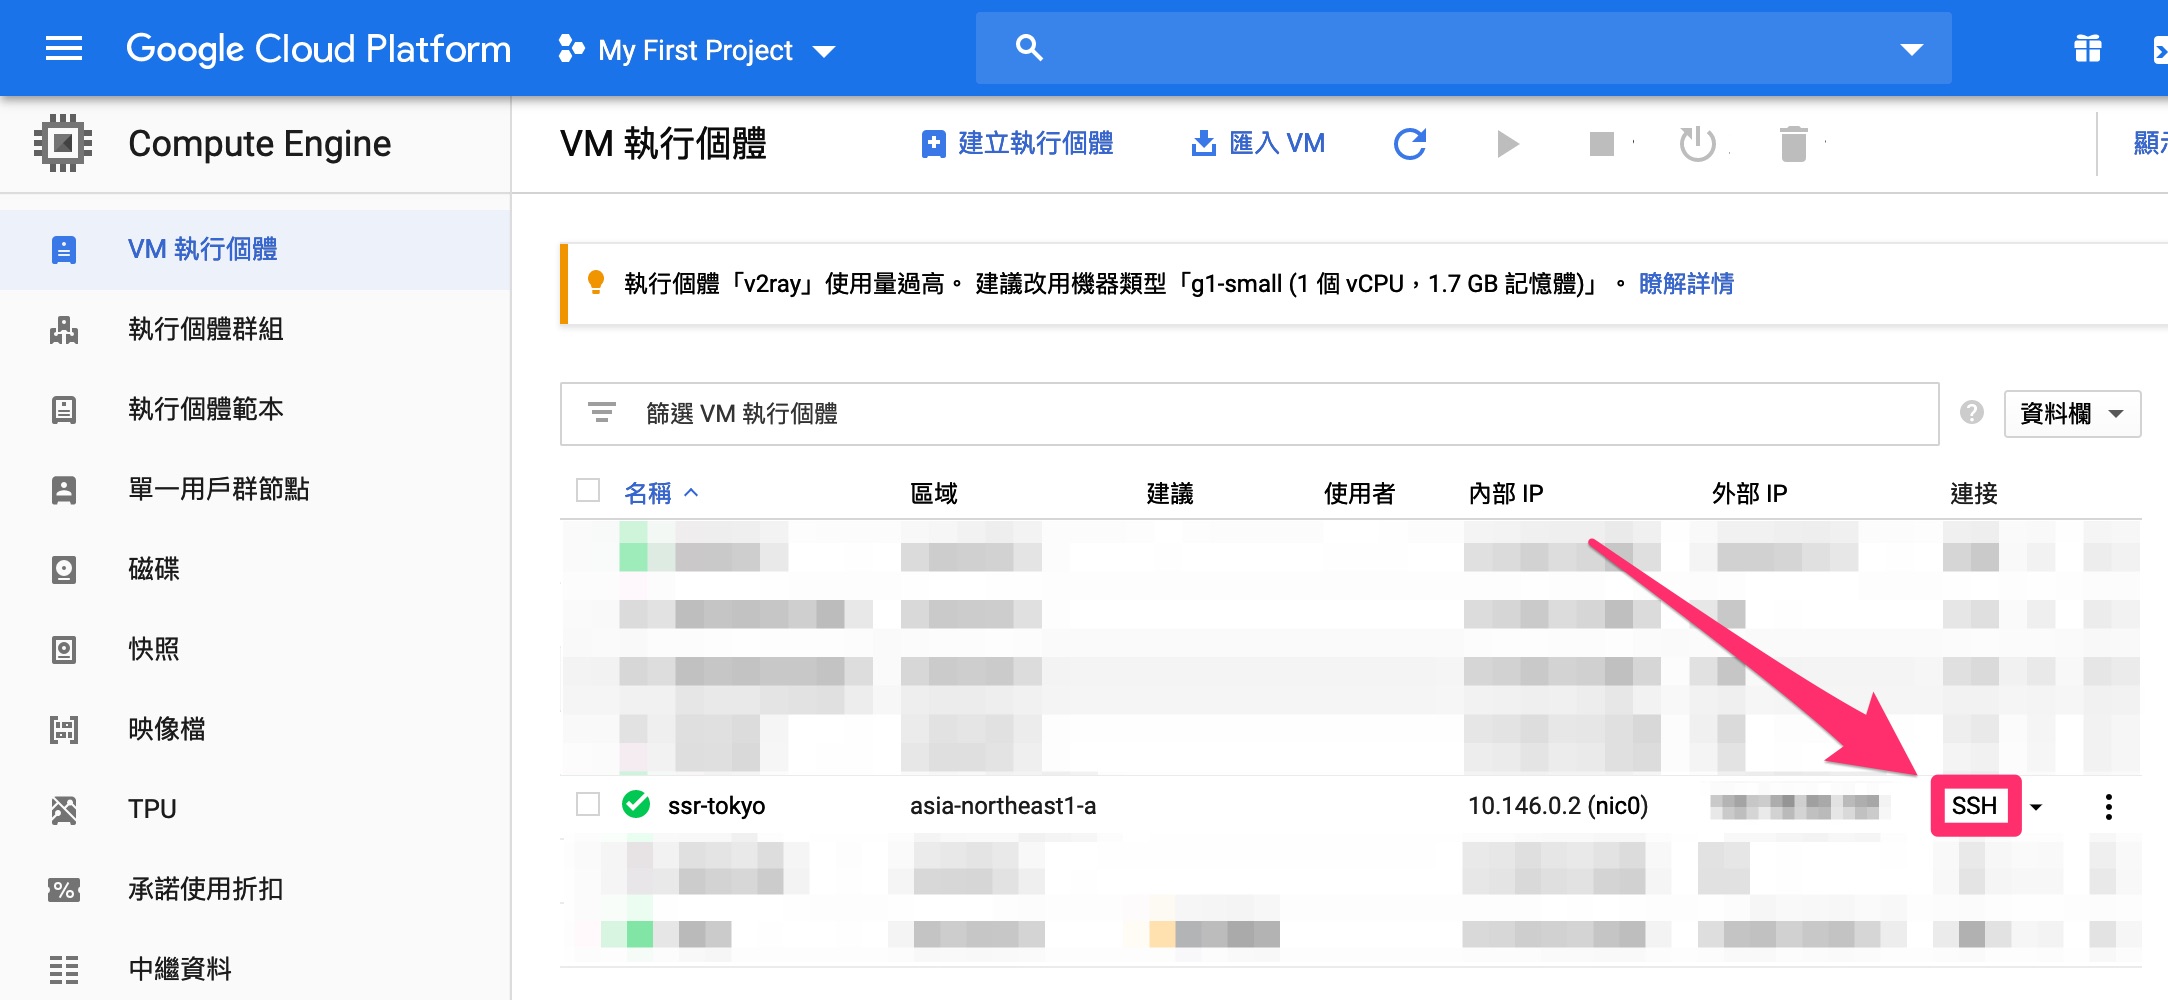 Google Cloud Platform My First Project
Compute Engine
VM 執行個體 建立執行個體 匯入 VM
VM 執行個體
執行個體群組
執行個體範本
單一用戶群節點
磁碟
快照
映像檔
TPU
承諾使用折扣
中繼資料
執行個體「v2ray」使用量過高。 建議改用機器類型「g1-small (1 個 vCPU,1.7 GB 記憶體)」。 瞭解詳情
篩選 VM 執行個體 資料欄
名稱 區域 建議 使用者 內部 IP 外部 IP 連接
ssr-tokyo asia-northeast1-a 10.146.0.2 (nic0) SSH